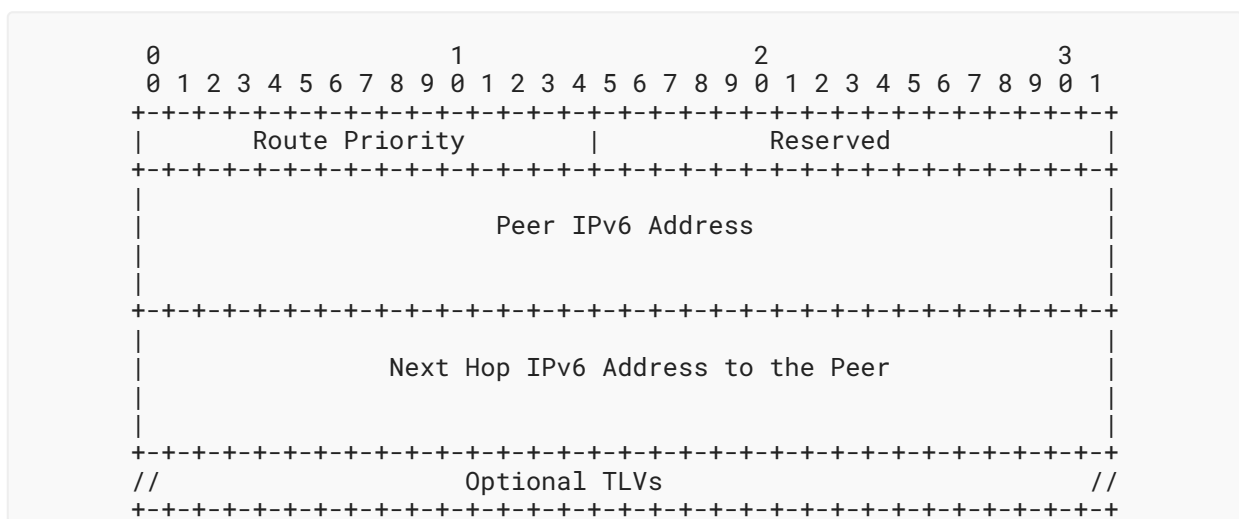 0                   1                   2                   3
 0 1 2 3 4 5 6 7 8 9 0 1 2 3 4 5 6 7 8 9 0 1 2 3 4 5 6 7 8 9 0 1
+-+-+-+-+-+-+-+-+-+-+-+-+-+-+-+-+-+-+-+-+-+-+-+-+-+-+-+-+-+-+-+-+
|       Route Priority        |           Reserved              |
+-+-+-+-+-+-+-+-+-+-+-+-+-+-+-+-+-+-+-+-+-+-+-+-+-+-+-+-+-+-+-+-+
|                                                               |
|                       Peer IPv6 Address                       |
|                                                               |
|                                                               |
+-+-+-+-+-+-+-+-+-+-+-+-+-+-+-+-+-+-+-+-+-+-+-+-+-+-+-+-+-+-+-+-+
|                                                               |
|                Next Hop IPv6 Address to the Peer              |
|                                                               |
|                                                               |
+-+-+-+-+-+-+-+-+-+-+-+-+-+-+-+-+-+-+-+-+-+-+-+-+-+-+-+-+-+-+-+-+
//                    Optional TLVs                            //
+-+-+-+-+-+-+-+-+-+-+-+-+-+-+-+-+-+-+-+-+-+-+-+-+-+-+-+-+-+-+-+-+